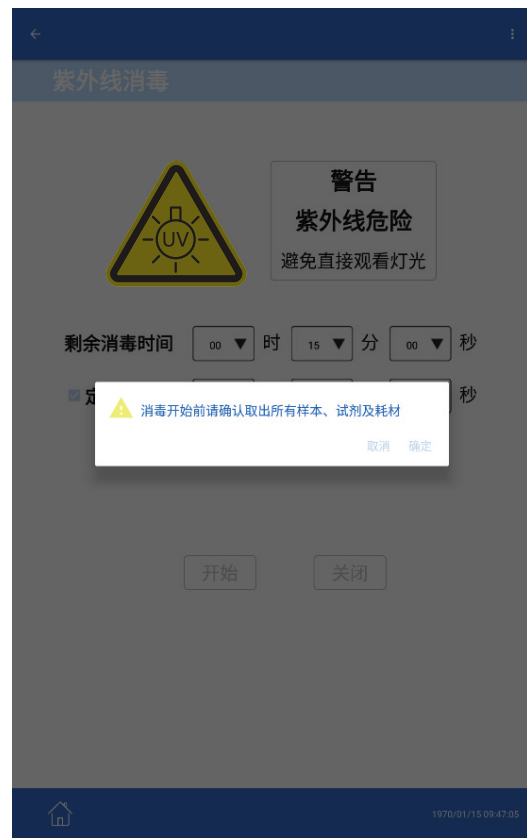 紫外线消毒
UV
警告
紫外线危险
避免直接观看灯光
剩余消毒时间 00 时 15 分 00 秒
定 秒
消毒开始前请确认取出所有样本、试剂及耗材
取消 确定
开始 关闭
1970/01/15 09:47:05